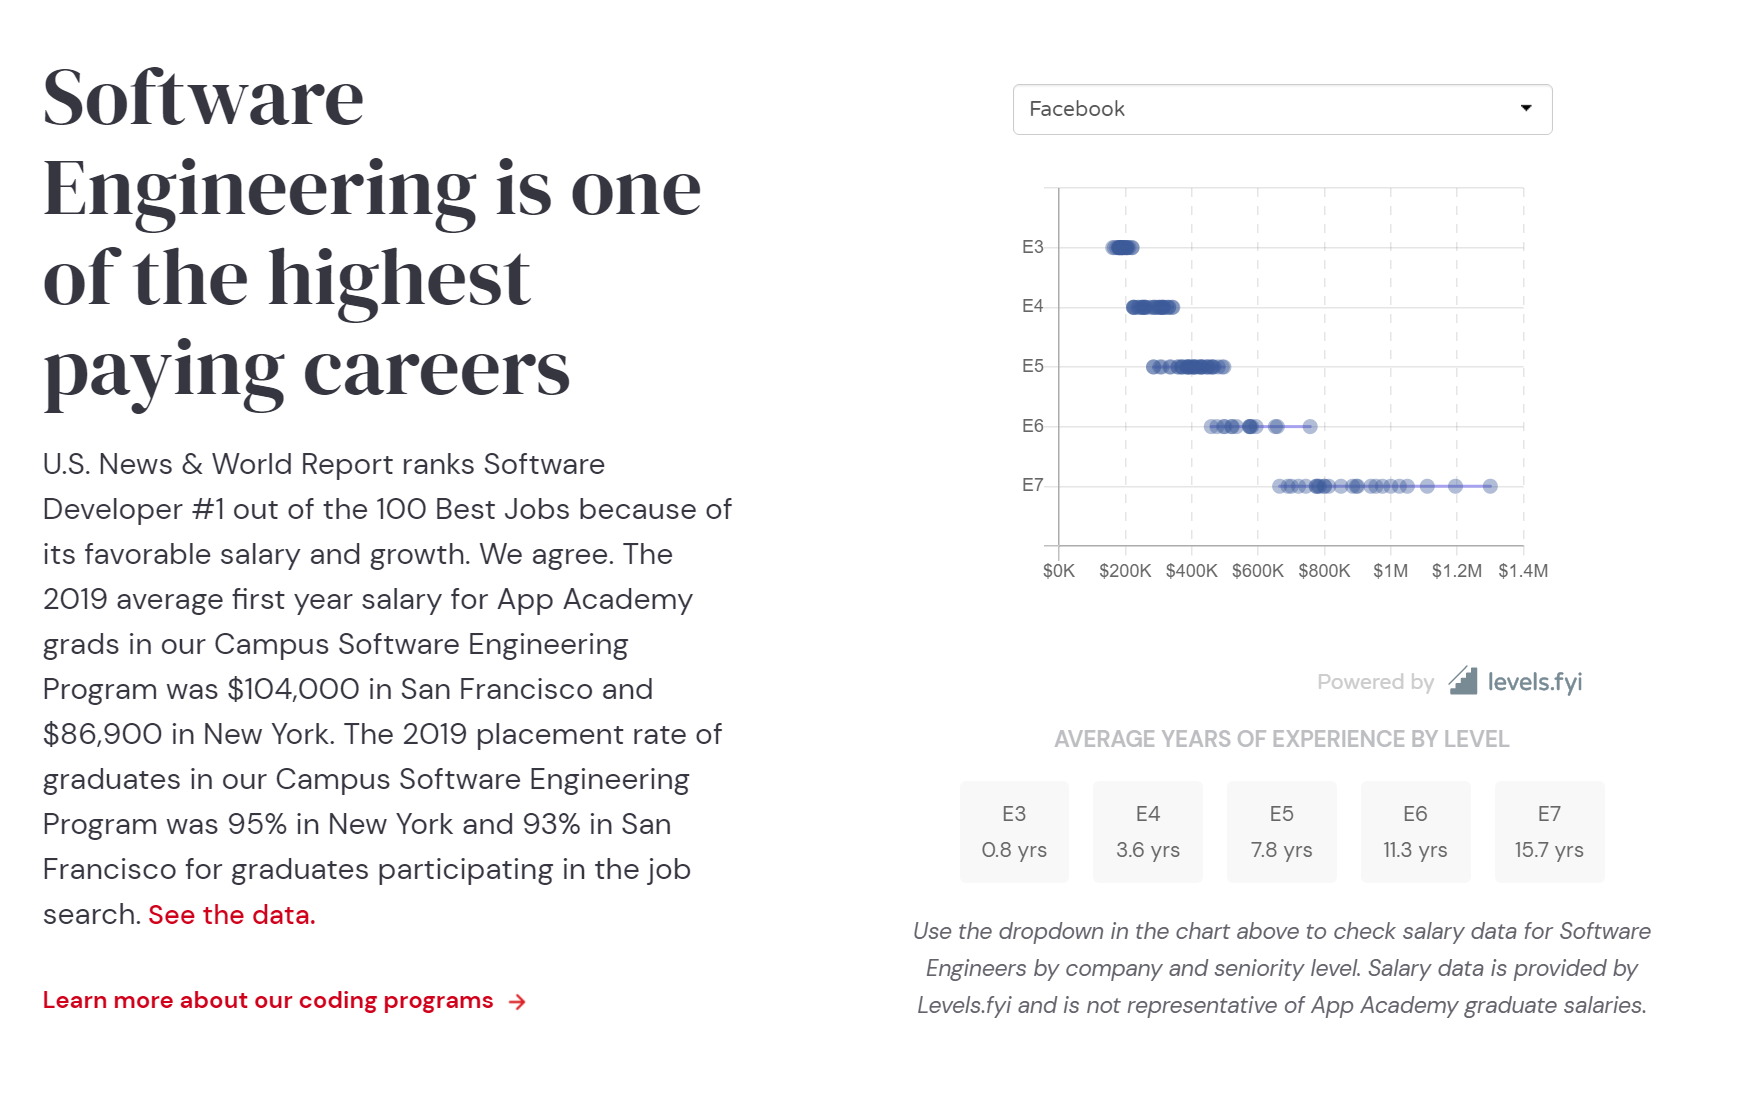 Software
Engineering is one
of the highest
paying careers
U.S. News & World Report ranks Software
Developer #1 out of the 100 Best Jobs because of
its favorable salary and growth. We agree. The
2019 average first year salary for App Academy
grads in our Campus Software Engineering
Program was $104,000 in San Francisco and
$86,900 in New York. The 2019 placement rate of
graduates in our Campus Software Engineering
Program was 95% in New York and 93% in San
Francisco for graduates participating in the job
search. See the data.
Learn more about our coding programs →
Facebook
E3
E4
E5
E6
E7
$0K $200K $400K $600K $800K $1M $1.2M $1.4M
Powered by levels.fyi
AVERAGE YEARS OF EXPERIENCE BY LEVEL
E3 E4 E5 E6 E7
0.8 yrs 3.6 yrs 7.8 yrs 11.3 yrs 15.7 yrs
Use the dropdown in the chart above to check salary data for Software
Engineers by company and seniority level. Salary data is provided by
Levels.fyi and is not representative of App Academy graduate salaries.